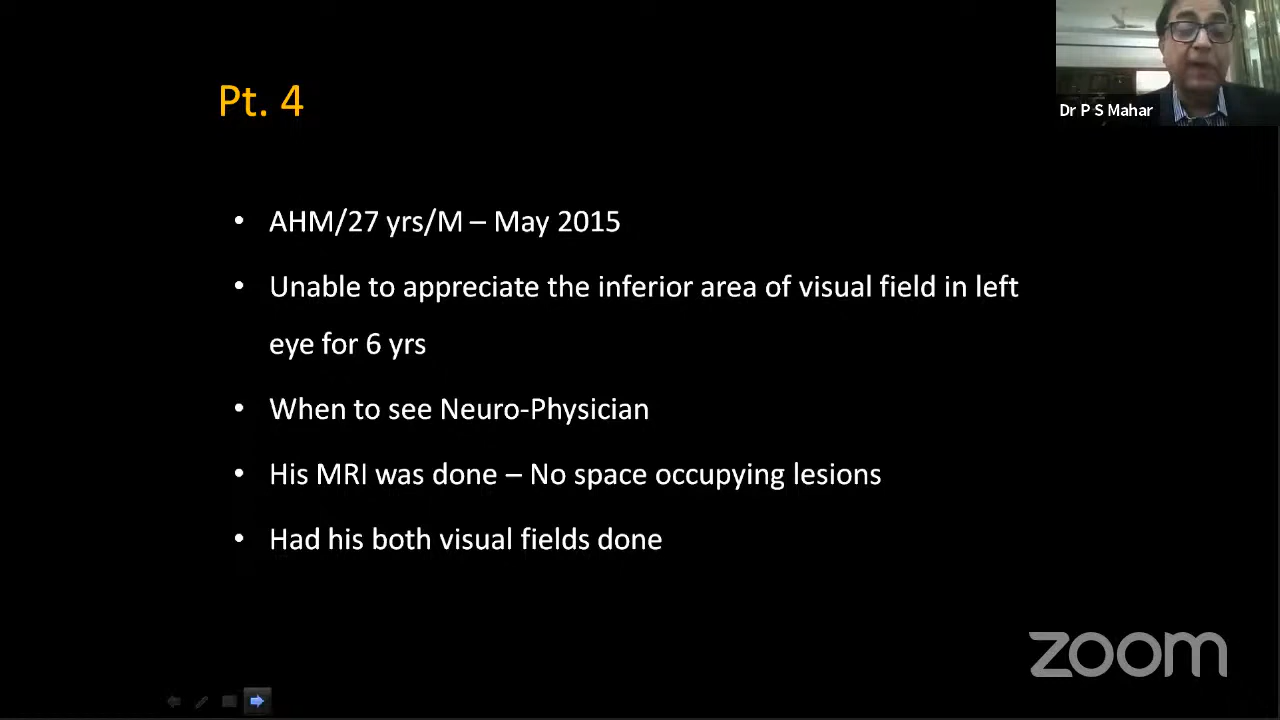 Dr P S Mahar
Pt. 4
• AHM/27 yrs/M – May 2015
• Unable to appreciate the inferior area of visual field in left
eye for 6 yrs
• When to see Neuro-Physician
• His MRI was done – No space occupying lesions
• Had his both visual fields done
zoom